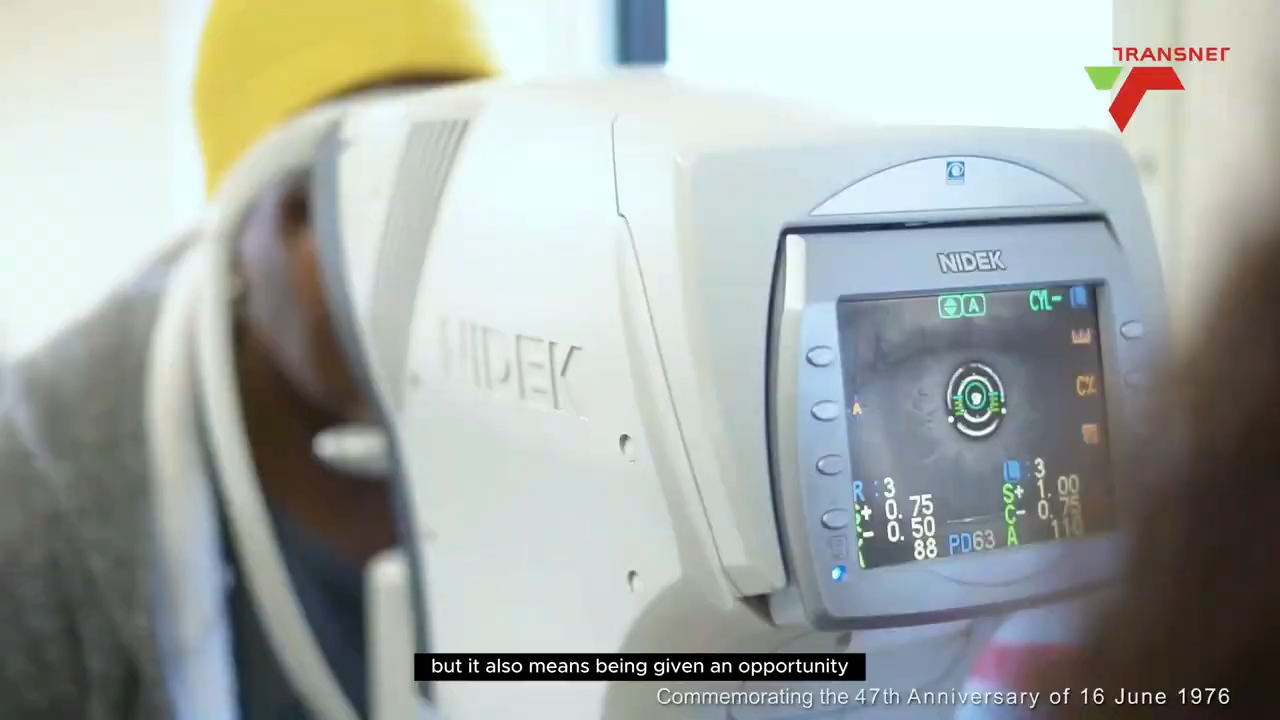 TRANSNET
NIDEK
NIDEK
A CYL-
A
R :3
S+ 0.75
- 0.50
88
PD63
L :3
S+ 1.00
C- 0.75
A 110
but it also means being given an opportunity
Commemorating the 47th Anniversary of 16 June 1976